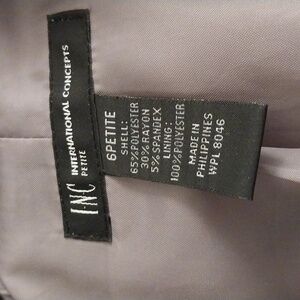 I·N·C
INTERNATIONAL CONCEPTS
PETITE
6PETITE
SHELL:
65%POLYESTER
30%RAYON
5%SPANDEX
LINING:
100%POLYESTER
MADE IN
PHILIPPINES
WPL 8046